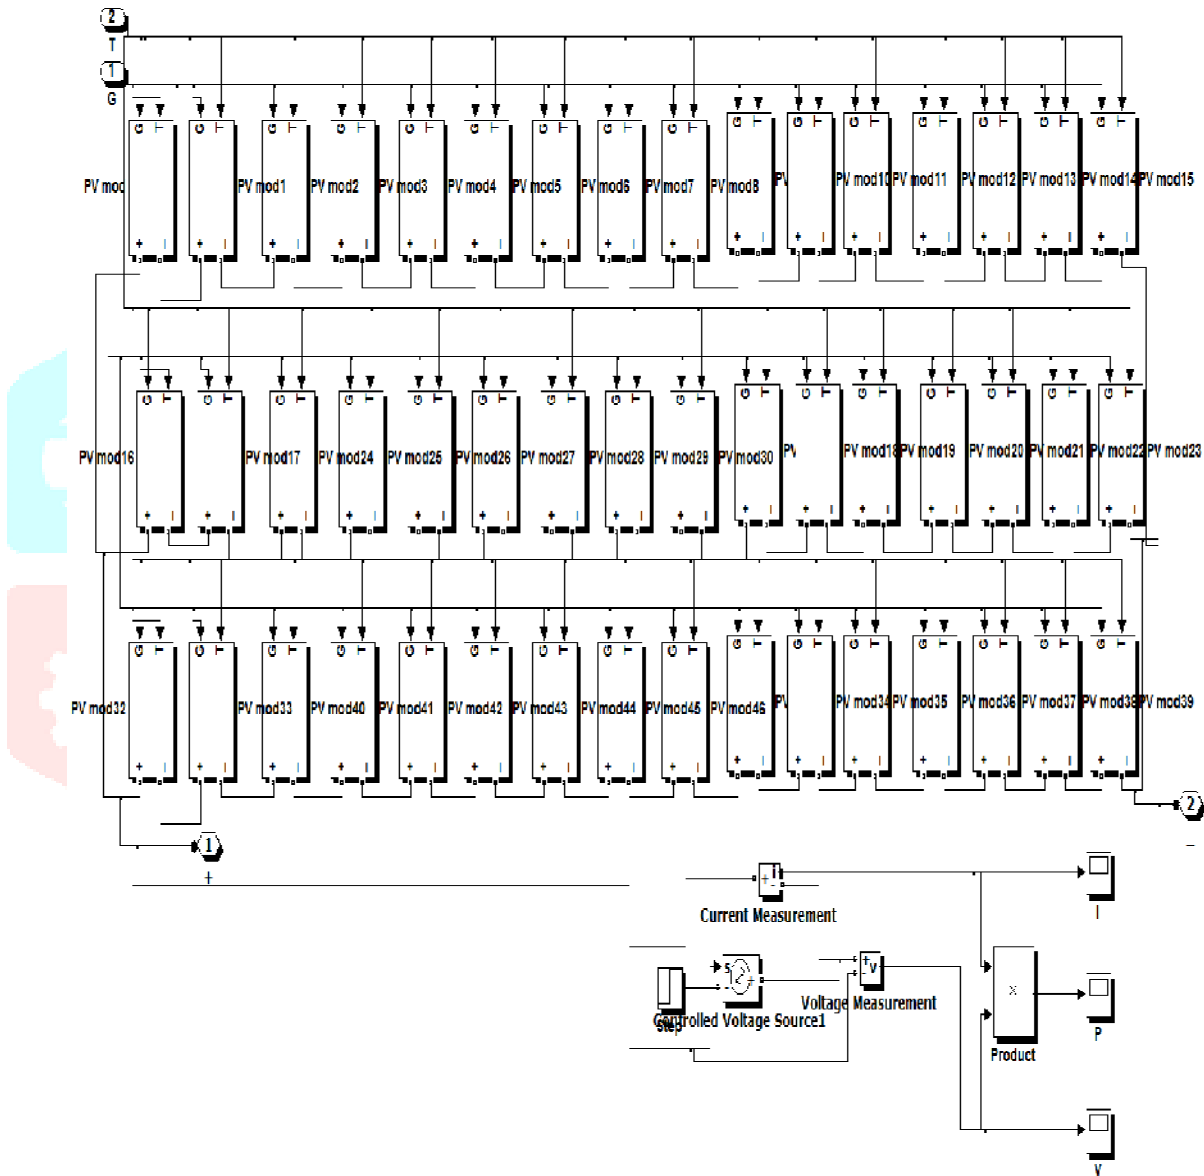 2
T
1
G
G T G T G T G T G T G T G T G T G T G T G T G T G T G T G T G T
PV mod PV mod1 PV mod2 PV mod3 PV mod4 PV mod5 PV mod6 PV mod7 PV mod8 PV PV mod10 PV mod11 PV mod12 PV mod13 PV mod14 PV mod15
+ - + - + - + - + - + - + - + - + - + - + - + - + - + - + - + -
G T G T G T G T G T G T G T G T G T G T G T G T G T G T G T G T
PV mod16 PV mod17 PV mod24 PV mod25 PV mod26 PV mod27 PV mod28 PV mod29 PV mod30 PV PV mod18 PV mod19 PV mod20 PV mod21 PV mod22 PV mod23
+ - + - + - + - + - + - + - + - + - + - + - + - + - + - + - + -
G T G T G T G T G T G T G T G T G T G T G T G T G T G T G T G T
PV mod32 PV mod33 PV mod40 PV mod41 PV mod42 PV mod43 PV mod44 PV mod45 PV mod46 PV PV mod34 PV mod35 PV mod36 PV mod37 PV mod38 PV mod39
+ - + - + - + - + - + - + - + - + - + - + - + - + - + - + - + -
2
-
1
+
+ i
-
Current Measurement
I
s
- +
+
- v
Voltage Measurement
Step
Controlled Voltage Source1
x
Product
P
V